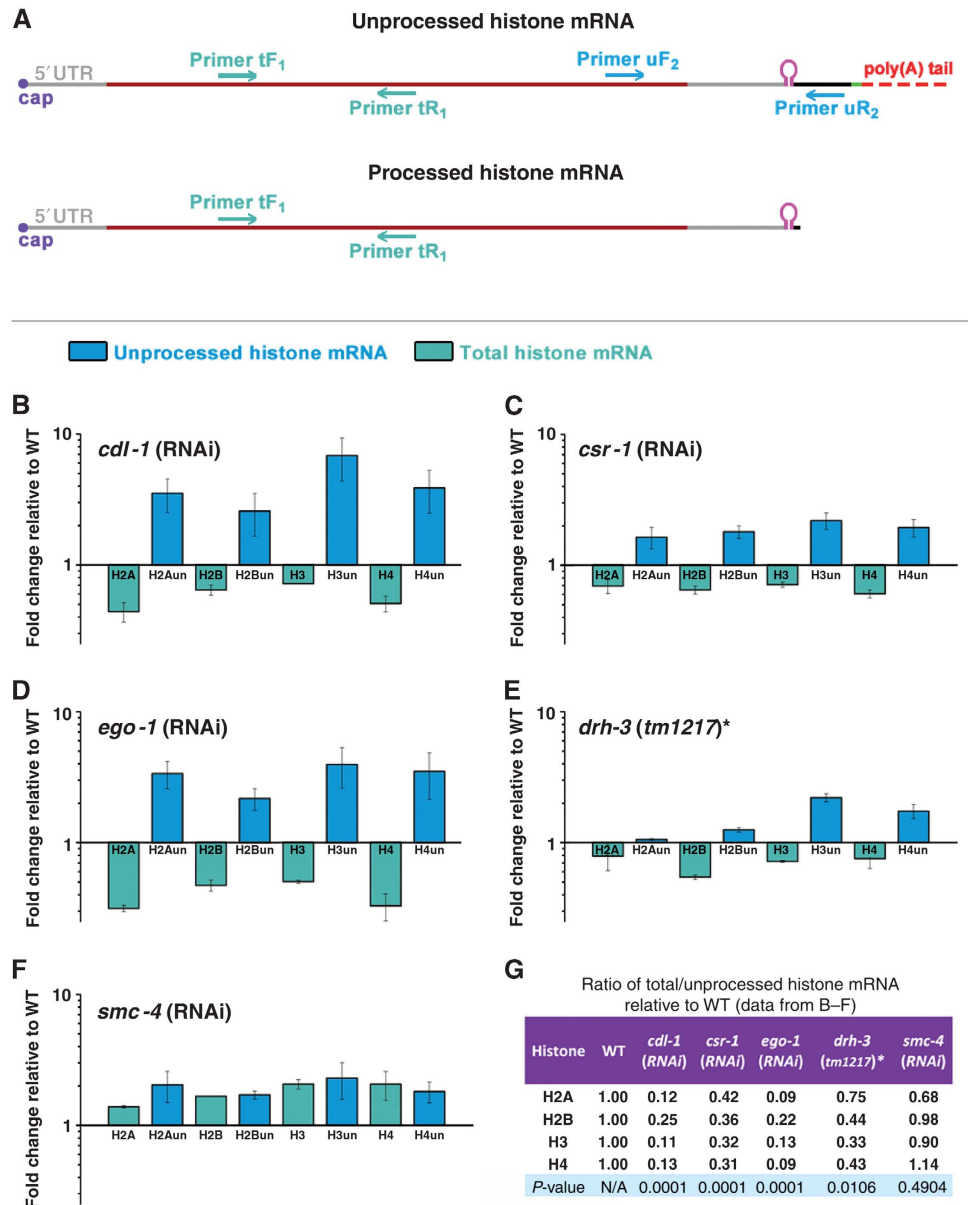 A
Unprocessed histone mRNA
Primer tF1
Primer uF2
5′ UTR
poly(A) tail
cap
Primer tR1
Primer uR2
Processed histone mRNA
Primer tF1
5′ UTR
cap
Primer tR1
Unprocessed histone mRNA
Total histone mRNA
B
Fold change relative to WT
10
1
cdl-1 (RNAi)
H2A H2Aun H2B H2Bun H3 H3un H4 H4un
C
Fold change relative to WT
10
1
csr-1 (RNAi)
H2A H2Aun H2B H2Bun H3 H3un H4 H4un
D
Fold change relative to WT
10
1
ego-1 (RNAi)
H2A H2Aun H2B H2Bun H3 H3un H4 H4un
E
Fold change relative to WT
10
1
drh-3 (tm1217)*
H2A H2Aun H2B H2Bun H3 H3un H4 H4un
F
Fold change relative to WT
10
1
smc-4 (RNAi)
H2A H2Aun H2B H2Bun H3 H3un H4 H4un
G
Ratio of total/unprocessed histone mRNA
relative to WT (data from B–F)
Histone WT cdl-1 (RNAi) csr-1 (RNAi) ego-1 (RNAi) drh-3 (tm1217)* smc-4 (RNAi)
H2A 1.00 0.12 0.42 0.09 0.75 0.68
H2B 1.00 0.25 0.36 0.22 0.44 0.98
H3 1.00 0.11 0.32 0.13 0.33 0.90
H4 1.00 0.13 0.31 0.09 0.43 1.14
P-value N/A 0.0001 0.0001 0.0001 0.0106 0.4904